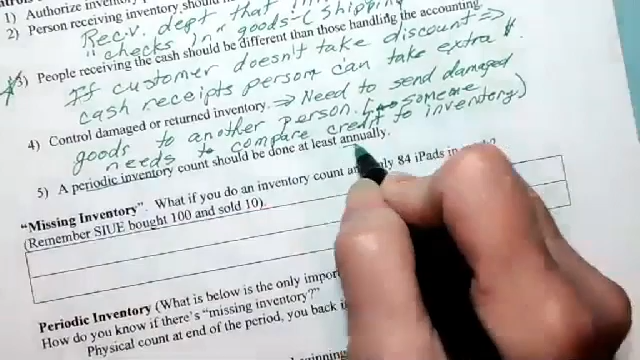 1) Authorize inventory
2) Person receiving inventory should be
Recv. dept that
"checks in" goods - (shipping
3) People receiving the cash should be different than those handling the accounting.
If customer doesn't take discount ⇒
cash receipts person can take extra $.
4) Control damaged or returned inventory. ⇒ Need to send damaged
goods to another person. someone
needs to compare credit to inventory)
5) A periodic inventory count should be done at least annually.
"Missing Inventory". What if you do an inventory count and only 84 iPads in
(Remember SIUE bought 100 and sold 10).
Periodic Inventory (What is below is the only
How do you know if there's "missing inventory?"
Physical count at end of the period, you back